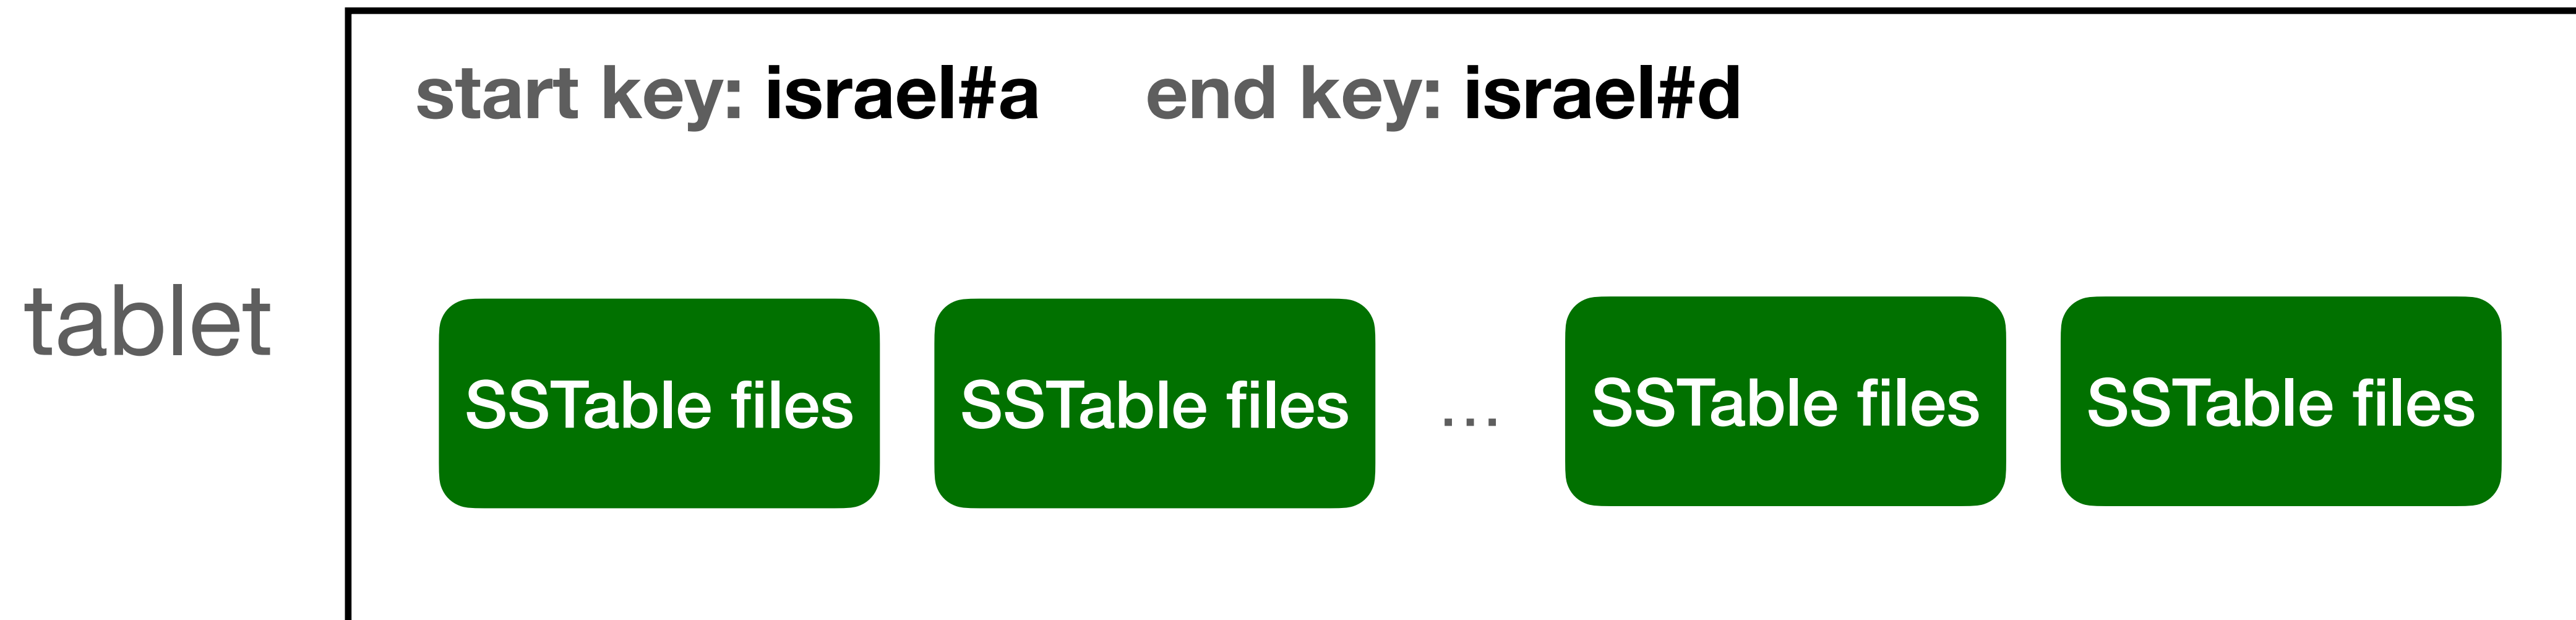 start key: israel#a end key: israel#d
tablet
SSTable files SSTable files ... SSTable files SSTable files